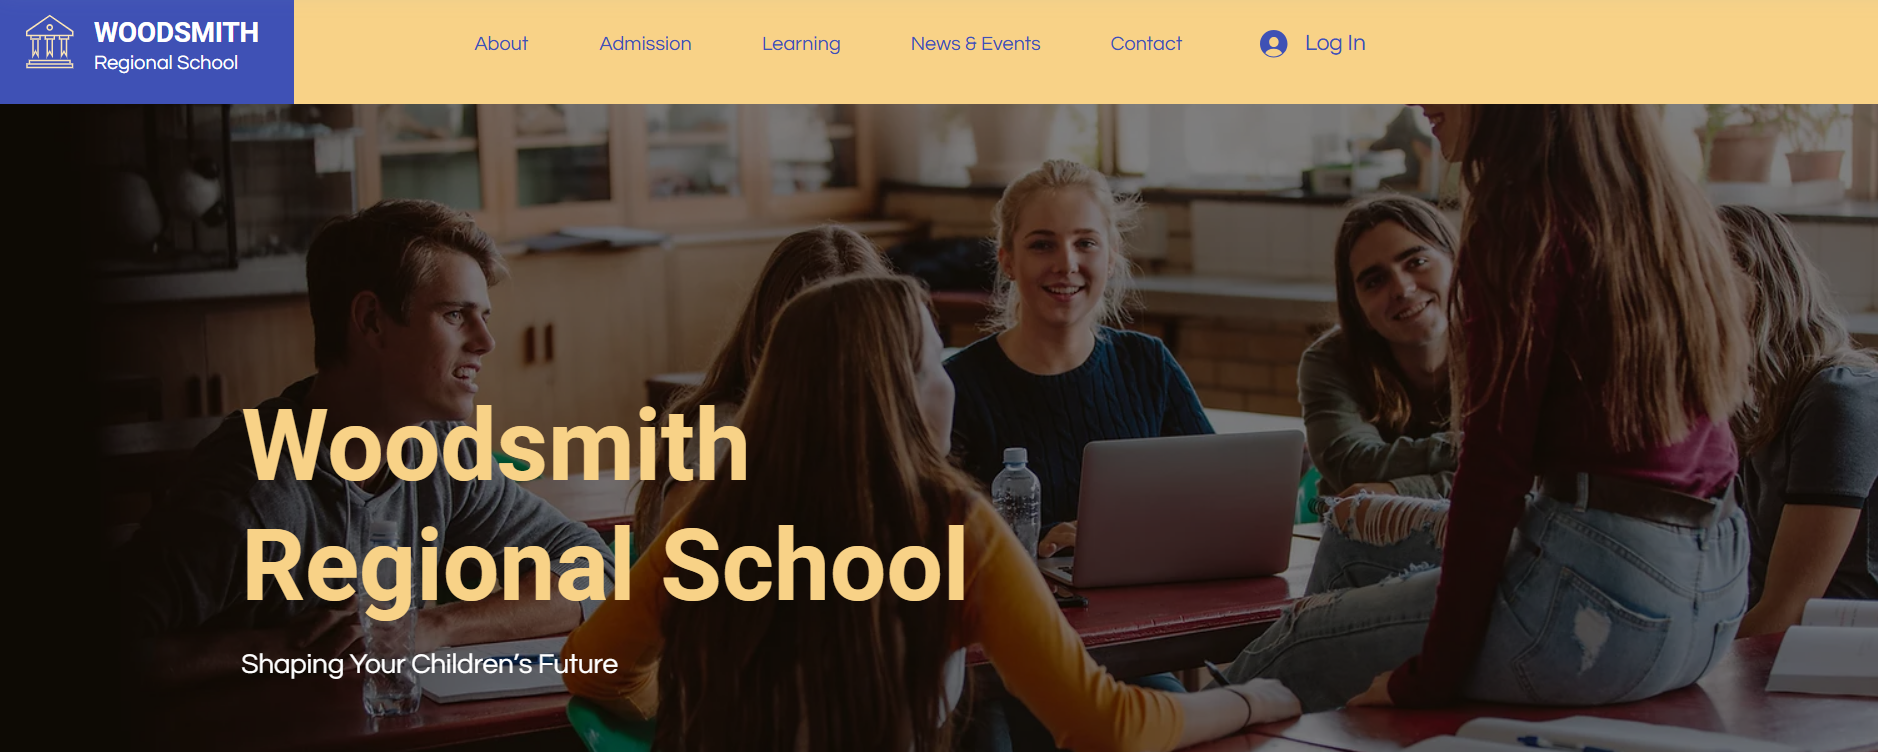 WOODSMITH
Regional School
About Admission Learning News & Events Contact Log In
Woodsmith
Regional School
Shaping Your Children's Future